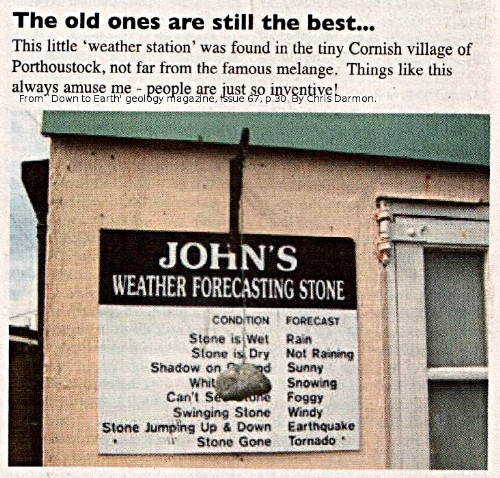 The old ones are still the best...
This little 'weather station' was found in the tiny Cornish village of
Porthoustock, not far from the famous melange. Things like this
always amuse me - people are just so inventive!
From 'Down to Earth' geology magazine, issue 67, p.30. By Chris Darmon.
JOHN'S
WEATHER FORECASTING STONE
CONDITION FORECAST
Stone is Wet Rain
Stone is Dry Not Raining
Shadow on Sunny
Snowing
Can't See Stone Foggy
Swinging Stone Windy
Stone Jumping Up & Down Earthquake
Stone Gone Tornado